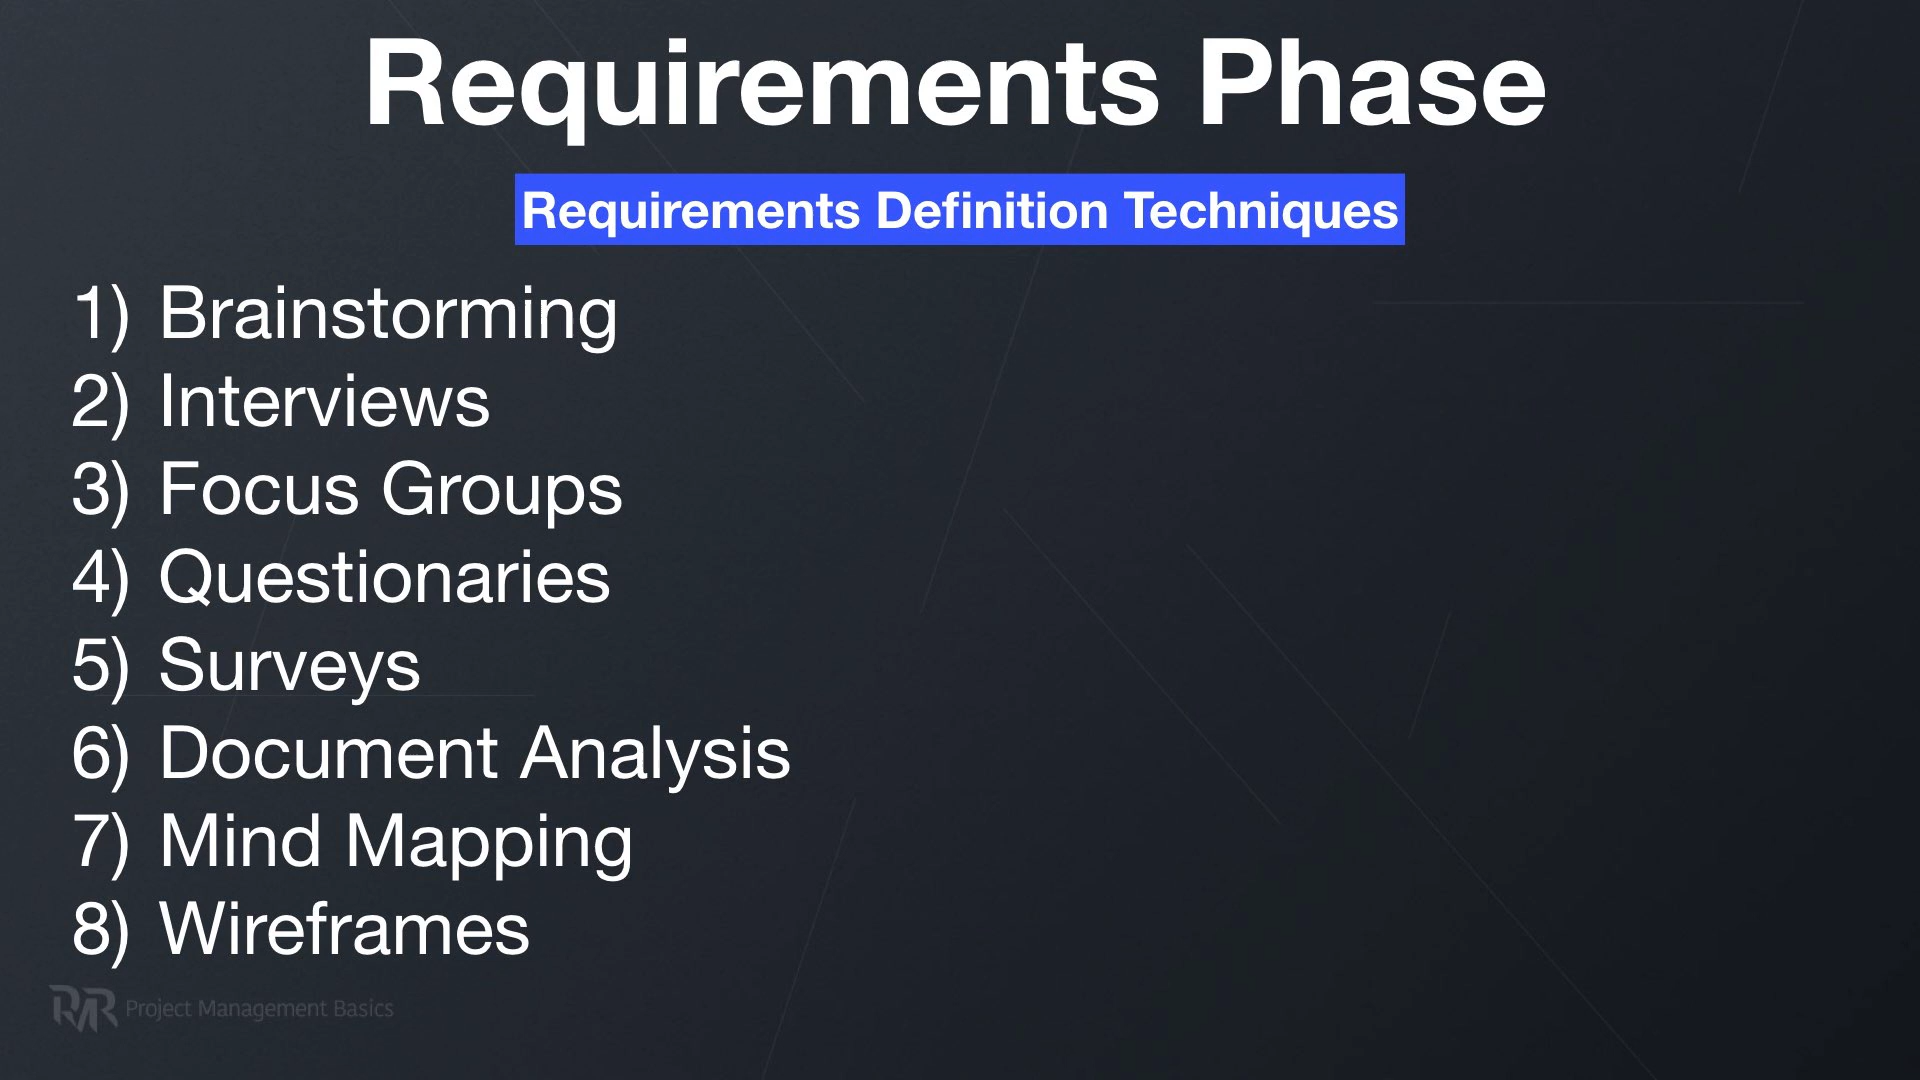 Requirements Phase
Requirements Definition Techniques
1) Brainstorming
2) Interviews
3) Focus Groups
4) Questionaries
5) Surveys
6) Document Analysis
7) Mind Mapping
8) Wireframes
RMR Project Management Basics